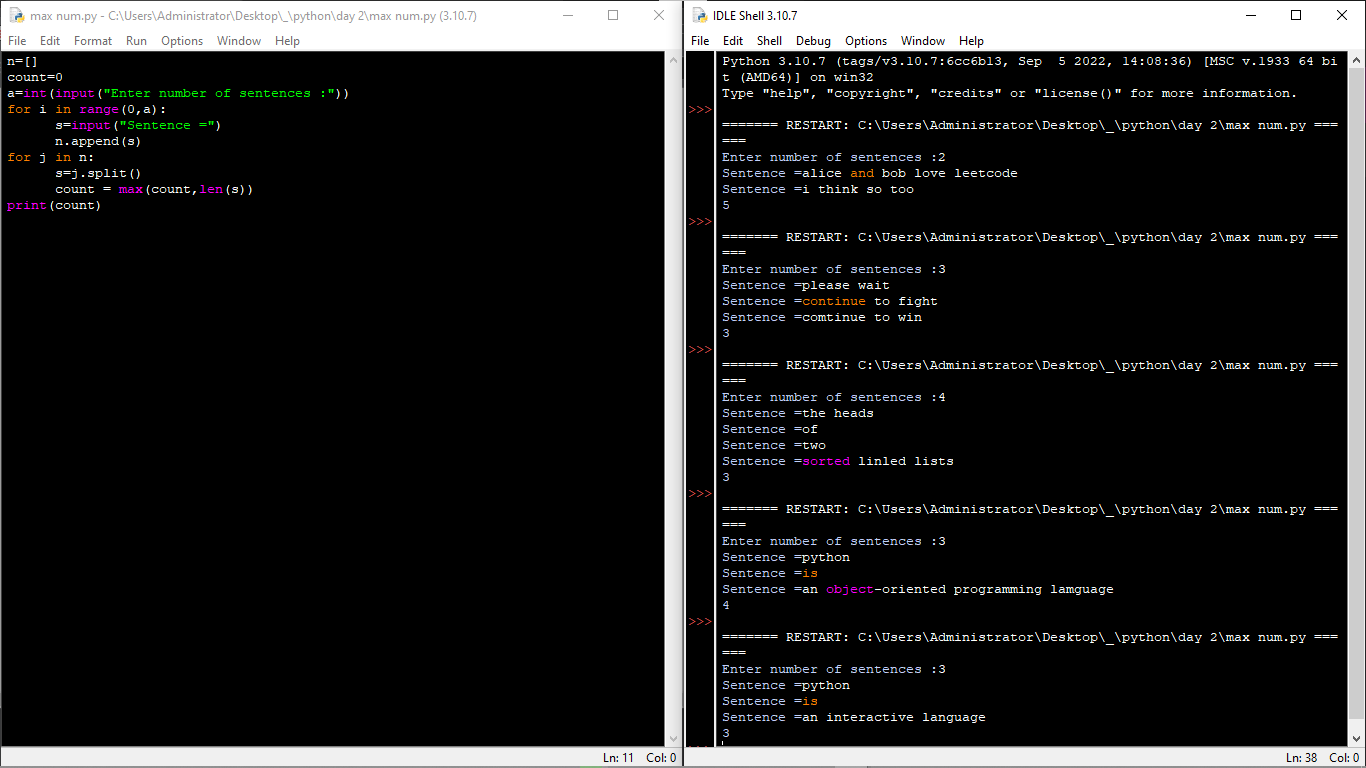 max num.py - C:\Users\Administrator\Desktop\_\python\day 2\max num.py (3.10.7)
File Edit Format Run Options Window Help
n=[]
count=0
a=int(input("Enter number of sentences :"))
for i in range(0,a):
      s=input("Sentence =")
      n.append(s)
for j in n:
      s=j.split()
      count = max(count,len(s))
print(count)
Ln: 11 Col: 0
IDLE Shell 3.10.7
File Edit Shell Debug Options Window Help
Python 3.10.7 (tags/v3.10.7:6cc6b13, Sep  5 2022, 14:08:36) [MSC v.1933 64 bi
t (AMD64)] on win32
Type "help", "copyright", "credits" or "license()" for more information.
>>>
======= RESTART: C:\Users\Administrator\Desktop\_\python\day 2\max num.py ===
===
Enter number of sentences :2
Sentence =alice and bob love leetcode
Sentence =i think so too
5
>>>
======= RESTART: C:\Users\Administrator\Desktop\_\python\day 2\max num.py ===
===
Enter number of sentences :3
Sentence =please wait
Sentence =continue to fight
Sentence =comtinue to win
3
>>>
======= RESTART: C:\Users\Administrator\Desktop\_\python\day 2\max num.py ===
===
Enter number of sentences :4
Sentence =the heads
Sentence =of
Sentence =two
Sentence =sorted linled lists
3
>>>
======= RESTART: C:\Users\Administrator\Desktop\_\python\day 2\max num.py ===
===
Enter number of sentences :3
Sentence =python
Sentence =is
Sentence =an object-oriented programming lamguage
4
>>>
======= RESTART: C:\Users\Administrator\Desktop\_\python\day 2\max num.py ===
===
Enter number of sentences :3
Sentence =python
Sentence =is
Sentence =an interactive language
3
Ln: 38 Col: 0